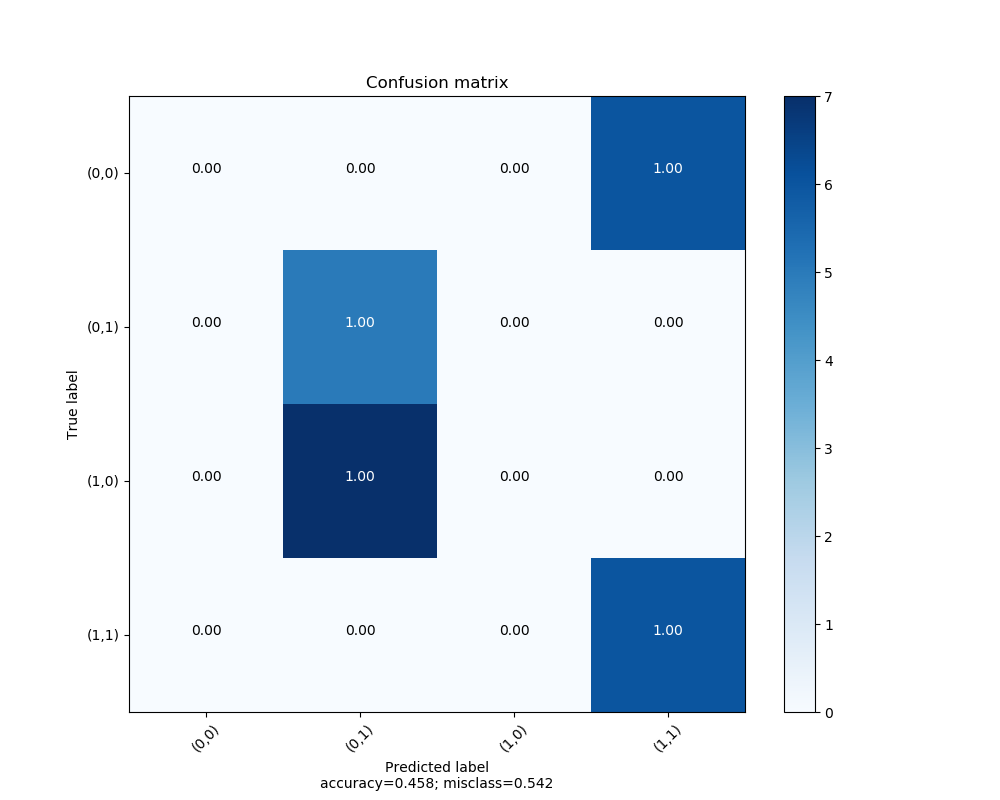 Confusion matrix
7
(0,0) 0.00 0.00 0.00 1.00
6
5
(0,1) 0.00 1.00 0.00 0.00
4
True label
3
(1,0) 0.00 1.00 0.00 0.00
2
1
(1,1) 0.00 0.00 0.00 1.00
0
(0,0) (0,1) (1,0) (1,1)
Predicted label
accuracy=0.458; misclass=0.542